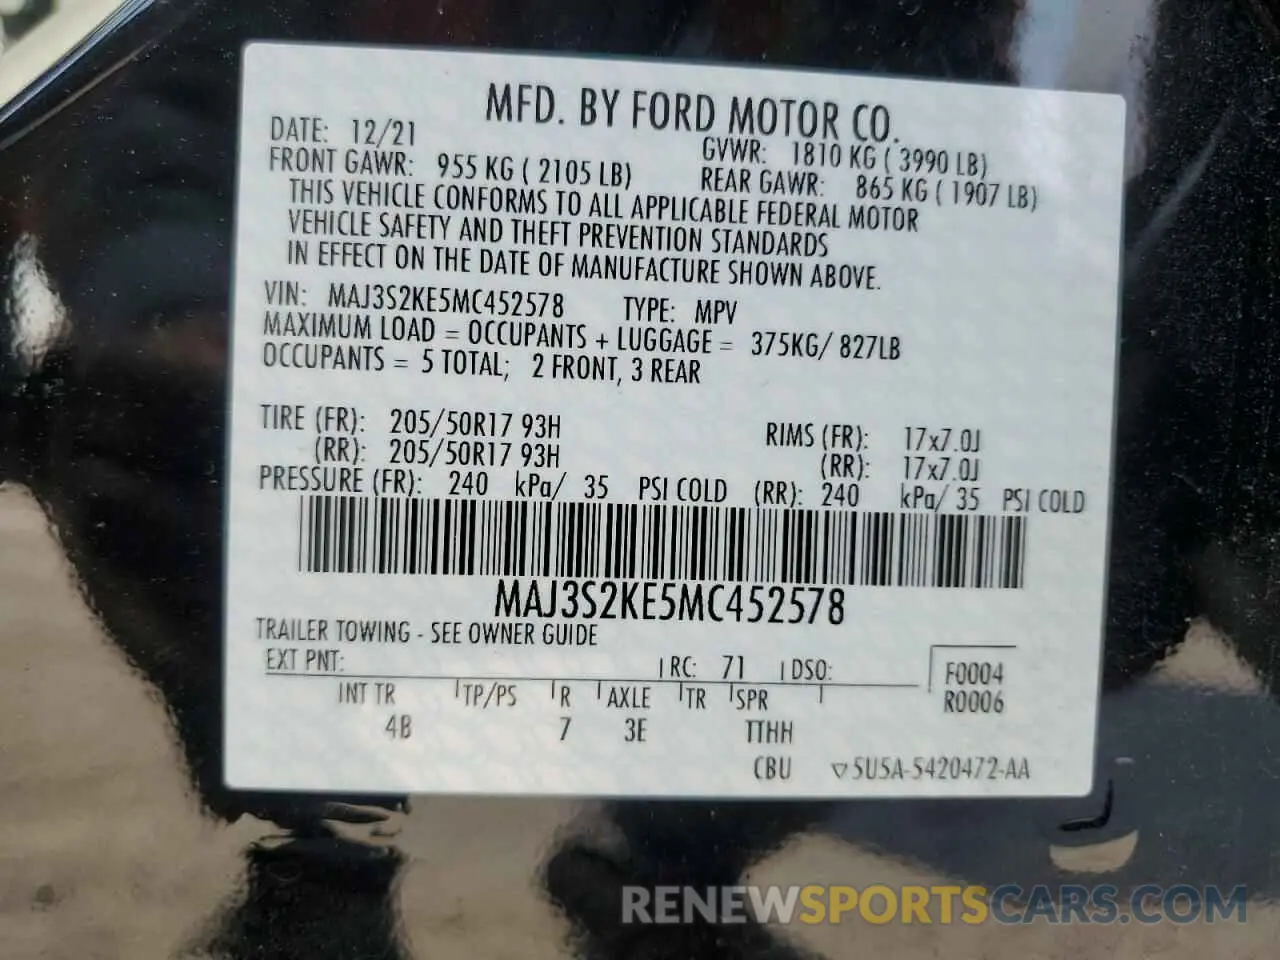 MFD. BY FORD MOTOR CO.
DATE: 12/21 GVWR: 1810 KG ( 3990 LB)
FRONT GAWR: 955 KG ( 2105 LB) REAR GAWR: 865 KG ( 1907 LB)
THIS VEHICLE CONFORMS TO ALL APPLICABLE FEDERAL MOTOR
VEHICLE SAFETY AND THEFT PREVENTION STANDARDS
IN EFFECT ON THE DATE OF MANUFACTURE SHOWN ABOVE.
VIN: MAJ3S2KE5MC452578 TYPE: MPV
MAXIMUM LOAD = OCCUPANTS + LUGGAGE = 375KG/ 827LB
OCCUPANTS = 5 TOTAL; 2 FRONT, 3 REAR
TIRE (FR): 205/50R17 93H RIMS (FR): 17x7.0J
(RR): 205/50R17 93H (RR): 17x7.0J
PRESSURE (FR): 240 kPa/ 35 PSI COLD (RR): 240 kPa/ 35 PSI COLD
MAJ3S2KE5MC452578
TRAILER TOWING - SEE OWNER GUIDE
EXT PNT: RC: 71 DSO: F0004
INT TR TP/PS R AXLE TR SPR R0006
4B 7 3E TTHH
CBU ▽5U5A-5420472-AA
RENEWSPORTSCARS.COM